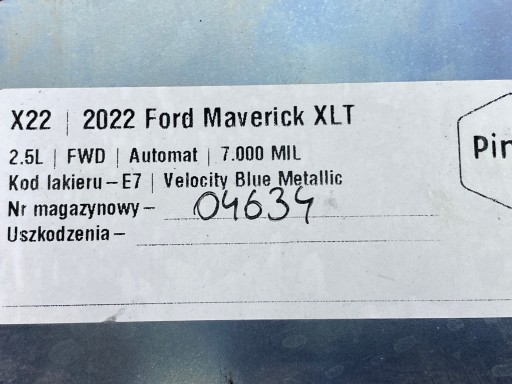 X22 | 2022 Ford Maverick XLT
2.5L | FWD | Automat | 7.000 MIL
Kod lakieru – E7 | Velocity Blue Metallic
Nr magazynowy – 04634
Uszkodzenia –